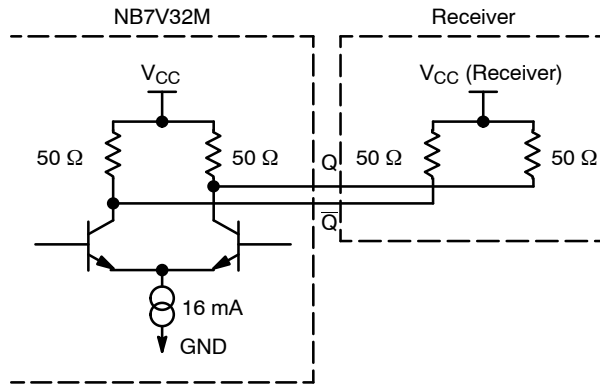 NB7V32M
Receiver
VCC
VCC (Receiver)
50 Ω
50 Ω
Q
50 Ω
50 Ω
Q̅
16 mA
GND